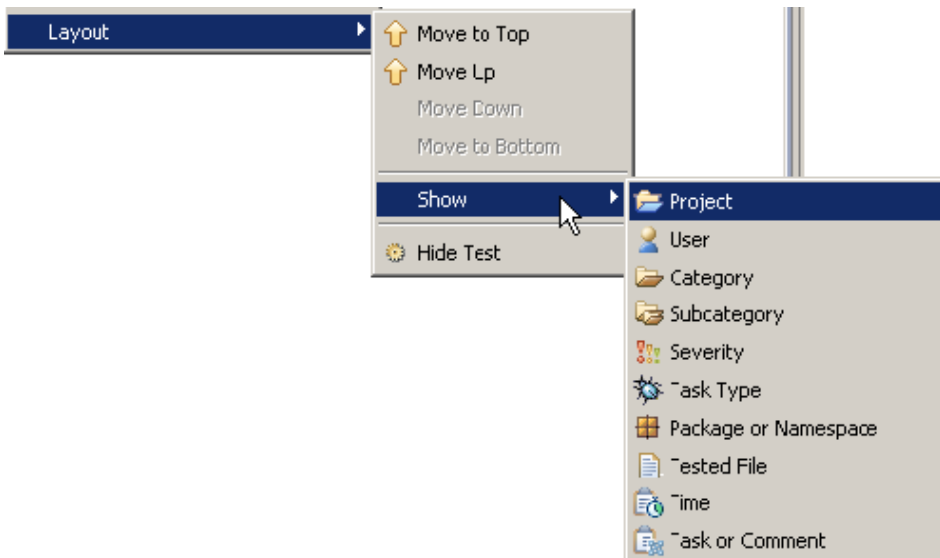 Layout
Move to Top
Move Up
Move Down
Move to Bottom
Show
Hide Test
Project
User
Category
Subcategory
Severity
Task Type
Package or Namespace
Tested File
Time
Task or Comment